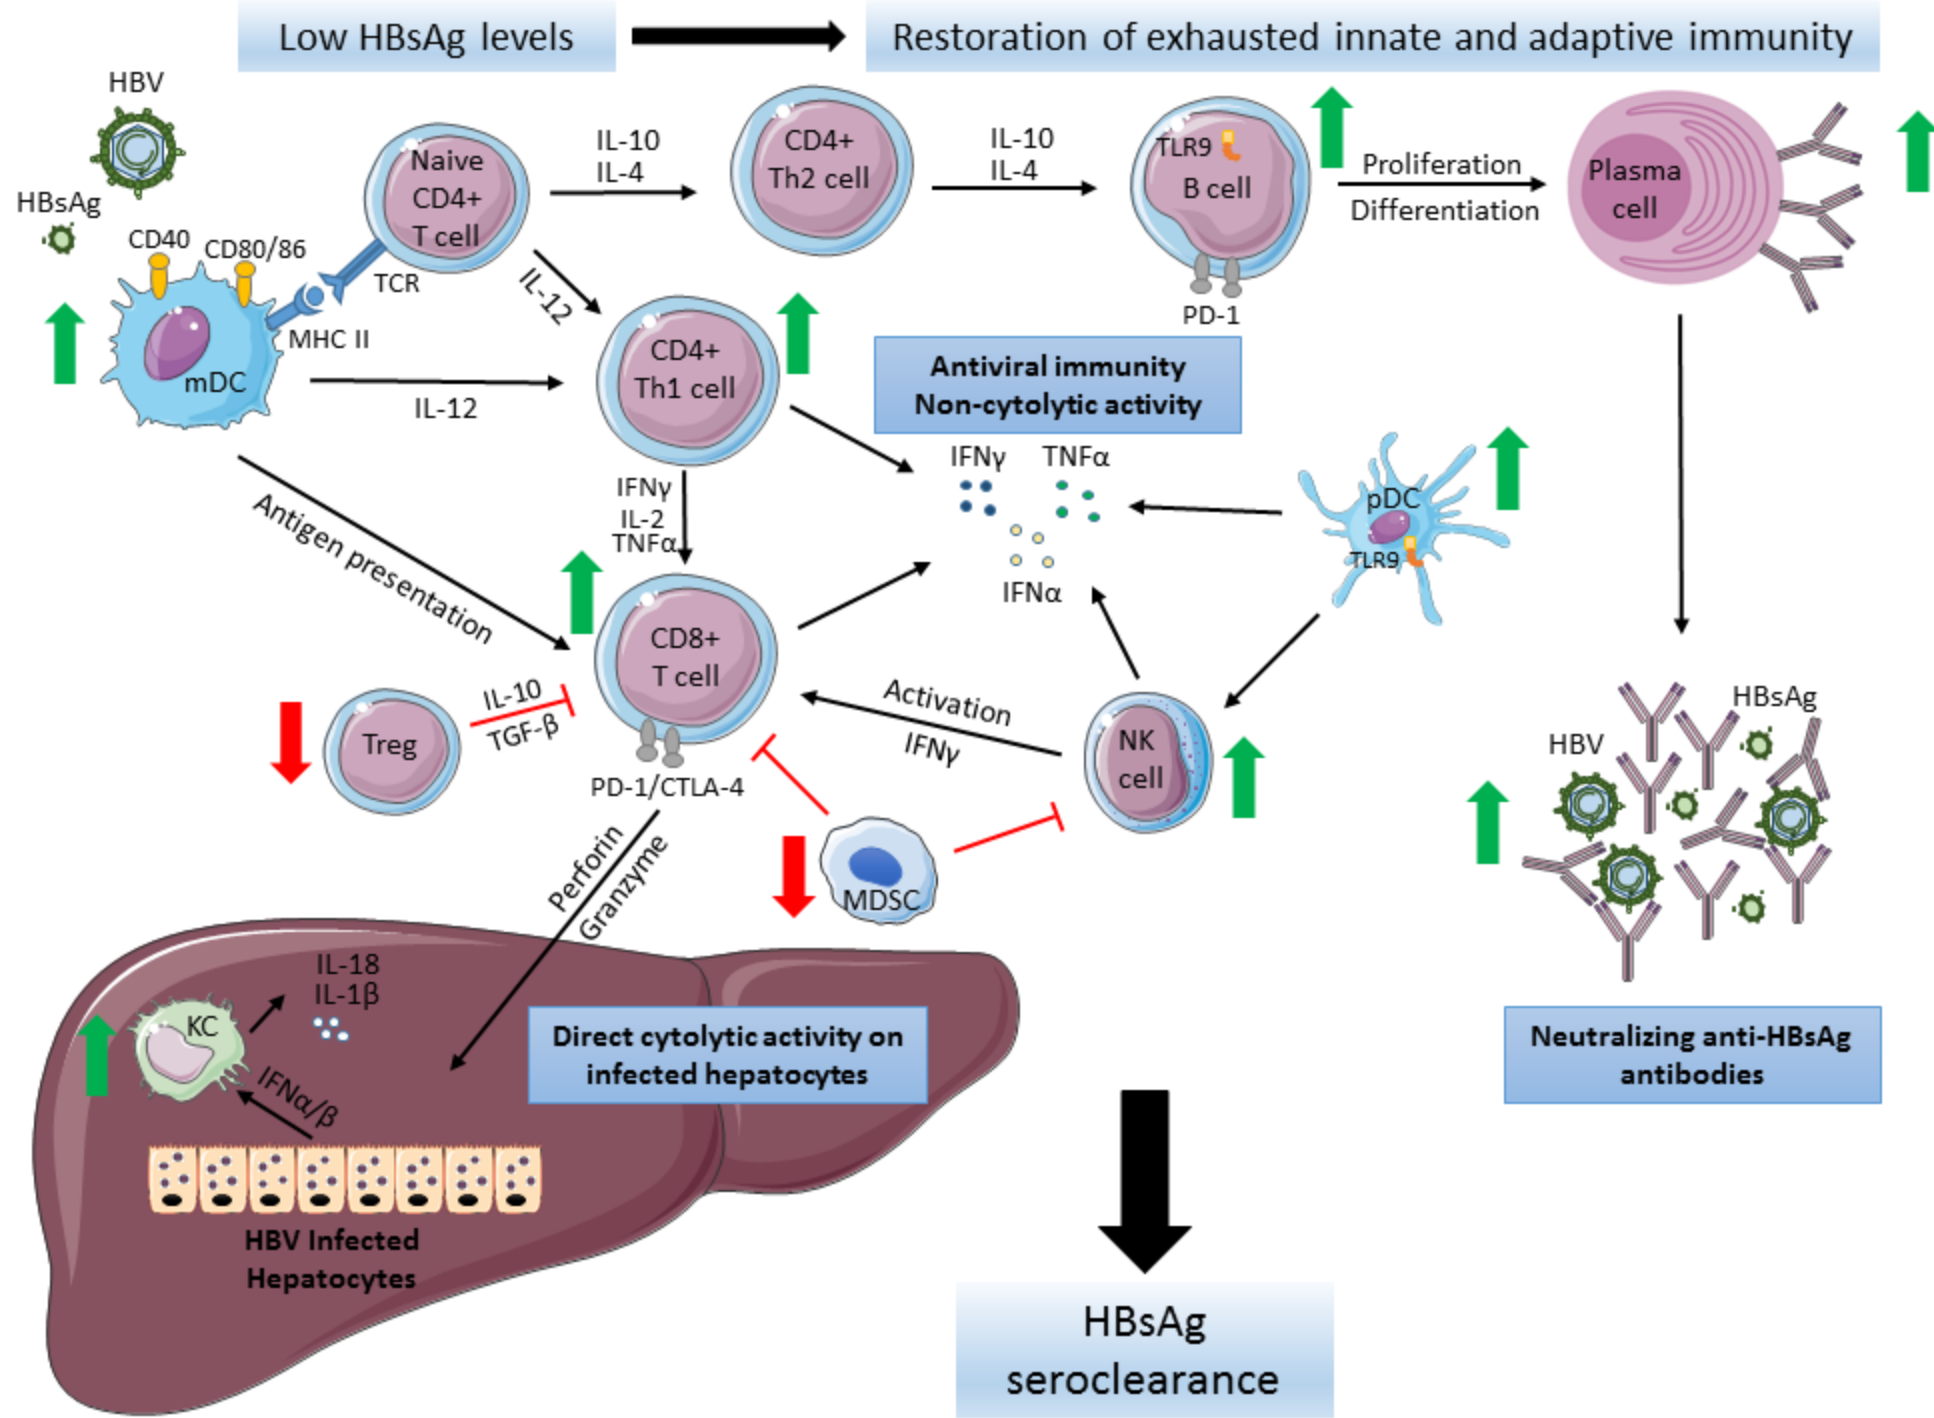 Low HBsAg levels
Restoration of exhausted innate and adaptive immunity
HBV
HBsAg
CD40
CD80/86
mDC
MHC II
TCR
Naive
CD4+
T cell
IL-10
IL-4
CD4+
Th2 cell
IL-10
IL-4
TLR9
B cell
PD-1
Proliferation
Differentiation
Plasma
cell
IL-12
IL-12
CD4+
Th1 cell
Antiviral immunity
Non-cytolytic activity
IFNγ
TNFα
IFNα
pDC
TLR9
IFNγ
IL-2
TNFα
Antigen presentation
CD8+
T cell
PD-1/CTLA-4
Treg
IL-10
TGF-β
Activation
IFNγ
NK
cell
MDSC
Perforin
Granzyme
HBsAg
HBV
Neutralizing anti-HBsAg
antibodies
IL-18
IL-1β
KC
IFNα/β
Direct cytolytic activity on
infected hepatocytes
HBV Infected
Hepatocytes
HBsAg
seroclearance